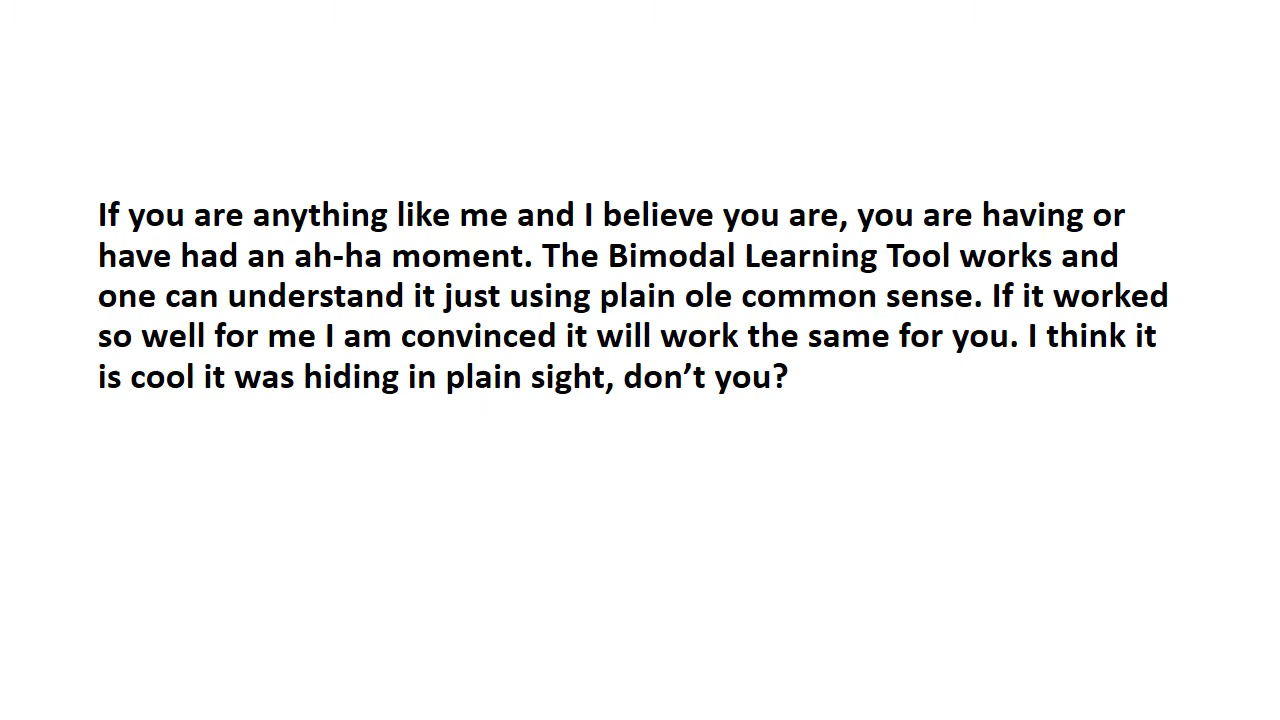 If you are anything like me and I believe you are, you are having or
have had an ah-ha moment. The Bimodal Learning Tool works and
one can understand it just using plain ole common sense. If it worked
so well for me I am convinced it will work the same for you. I think it
is cool it was hiding in plain sight, don’t you?